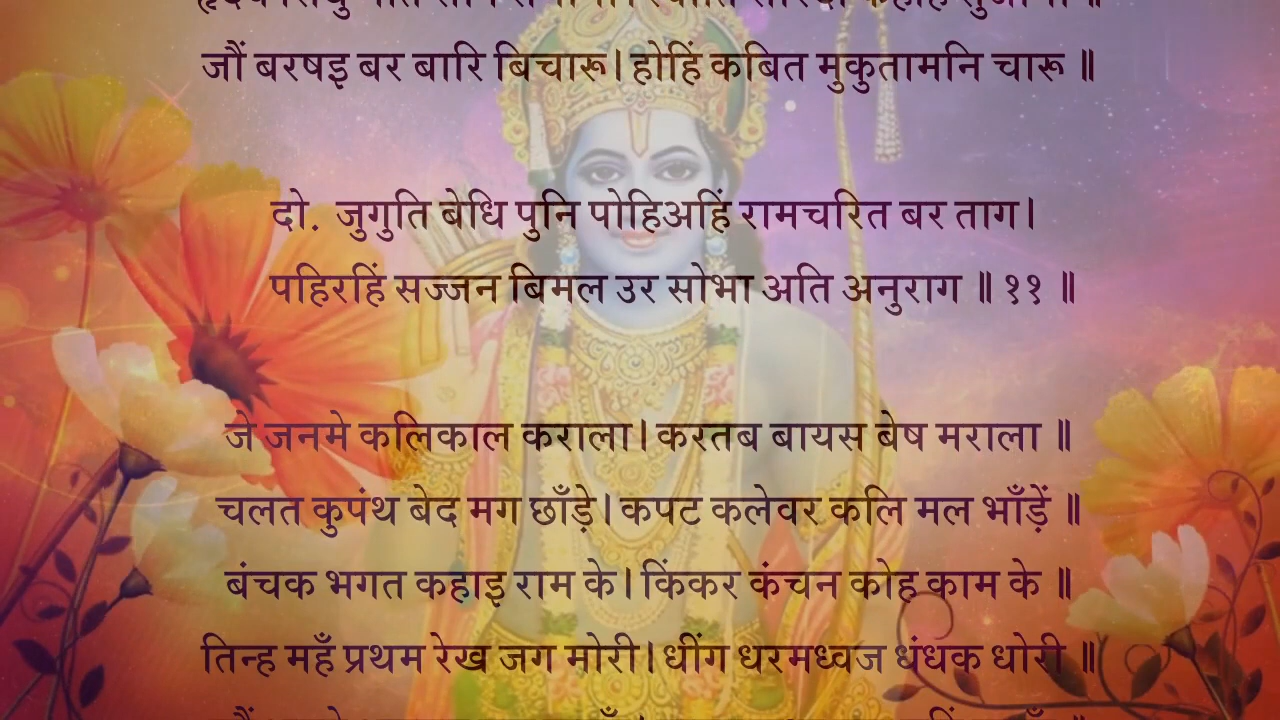 जौं बरषइ बर बारि बिचारू। होहिं कबित मुकुतामनि चारू ॥
दो. जुगुति बेधि पुनि पोहिअहिं रामचरित बर ताग।
पहिरहिं सज्जन बिमल उर सोभा अति अनुराग ॥ ११ ॥
जे जनमे कलिकाल कराला। करतब बायस बेष मराला ॥
चलत कुपंथ बेद मग छाँड़े। कपट कलेवर कलि मल भाँड़ें ॥
बंचक भगत कहाइ राम के। किंकर कंचन कोह काम के ॥
तिन्ह महँ प्रथम रेख जग मोरी। धींग धरमध्वज धंधक धोरी ॥